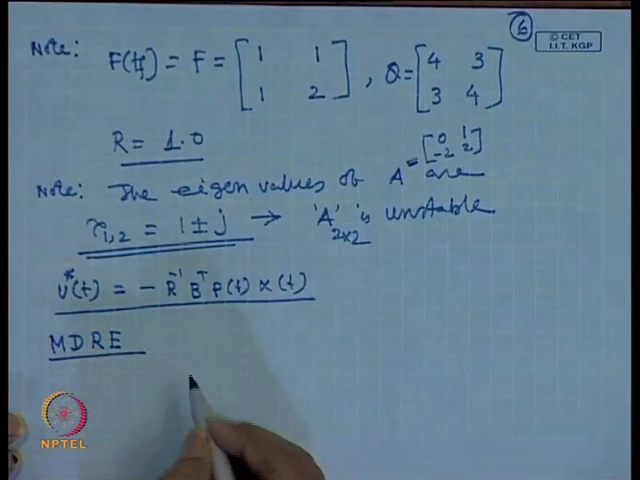 6
© CET
I.I.T. KGP
Note: F(tf) = F = [1 1; 1 2], Q = [4 3; 3 4]
R = 1.0
Note: The eigen values of A = [0 1; -2 2] are
λ1,2 = 1 ± j → 'A' is unstable
2x2
U*(t) = - R⁻¹ Bᵀ P(t) x(t)
MDRE
NPTEL